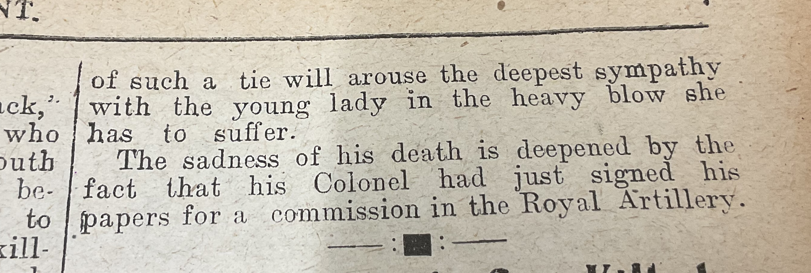 NT.
of such a tie will arouse the deepest sympathy
with the young lady in the heavy blow she
has to suffer.
The sadness of his death is deepened by the
fact that his Colonel had just signed his
papers for a commission in the Royal Artillery.
ack,"
who
outh
be-
to
kill-